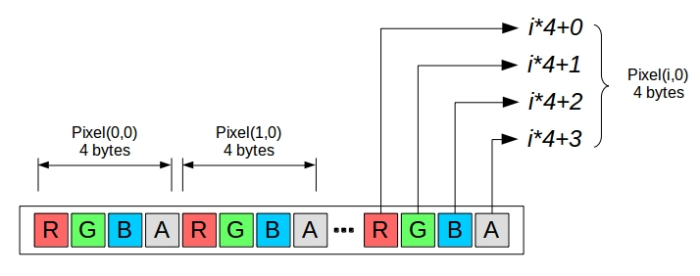 i*4+0
i*4+1
i*4+2
i*4+3
Pixel(i,0)
4 bytes
Pixel(0,0)
4 bytes
Pixel(1,0)
4 bytes
R G B A R G B A ... R G B A